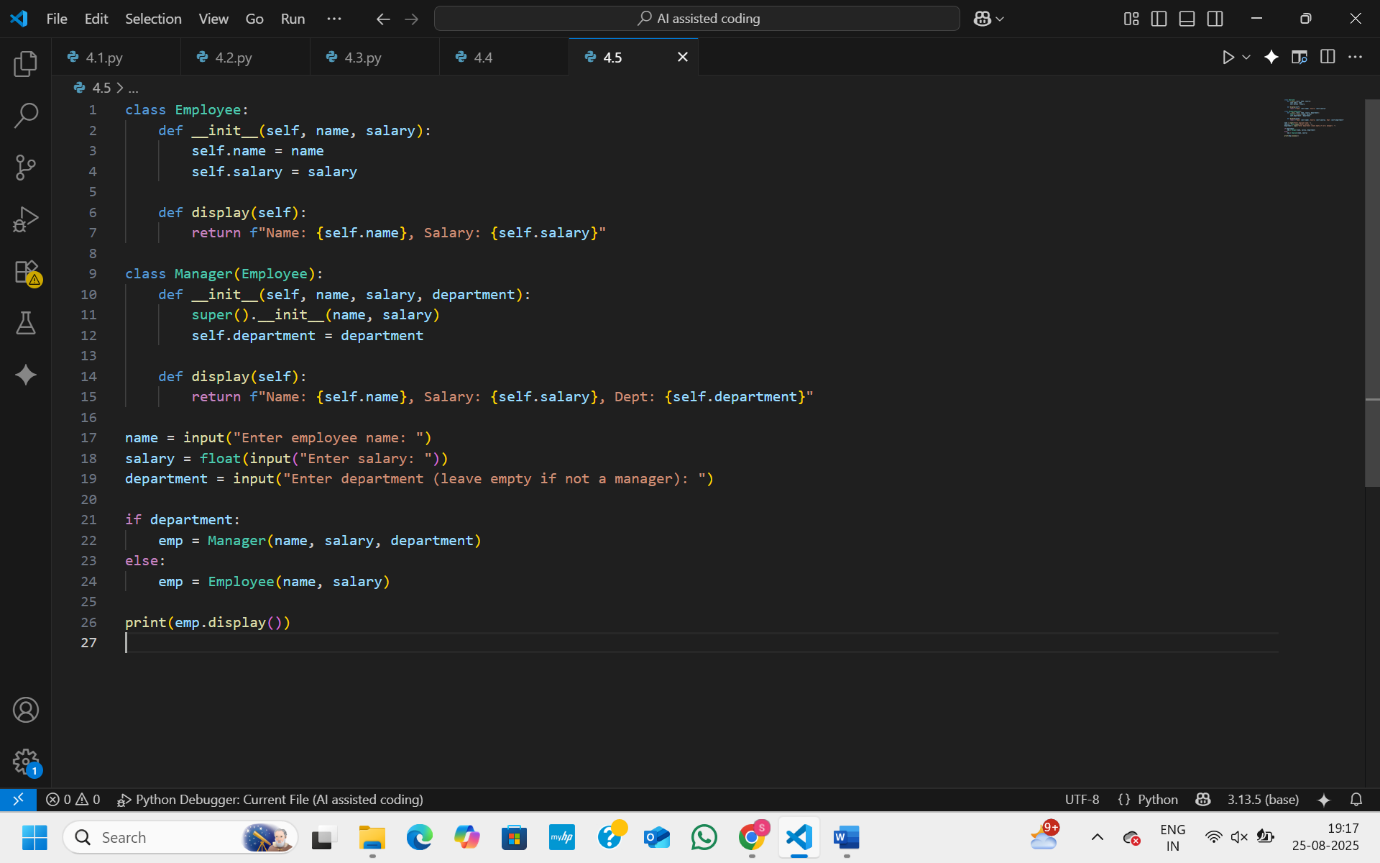 File Edit Selection View Go Run ··· AI assisted coding
4.1.py 4.2.py 4.3.py 4.4 4.5
4.5 > ...
1 class Employee:
2     def __init__(self, name, salary):
3         self.name = name
4         self.salary = salary
5
6     def display(self):
7         return f"Name: {self.name}, Salary: {self.salary}"
8
9 class Manager(Employee):
10     def __init__(self, name, salary, department):
11         super().__init__(name, salary)
12         self.department = department
13
14     def display(self):
15         return f"Name: {self.name}, Salary: {self.salary}, Dept: {self.department}"
16
17 name = input("Enter employee name: ")
18 salary = float(input("Enter salary: "))
19 department = input("Enter department (leave empty if not a manager): ")
20
21 if department:
22     emp = Manager(name, salary, department)
23 else:
24     emp = Employee(name, salary)
25
26 print(emp.display())
27
1
0 0 Python Debugger: Current File (AI assisted coding) UTF-8 {} Python 3.13.5 (base)
Search myhp S W 9+ ENG IN 19:17
25-08-2025